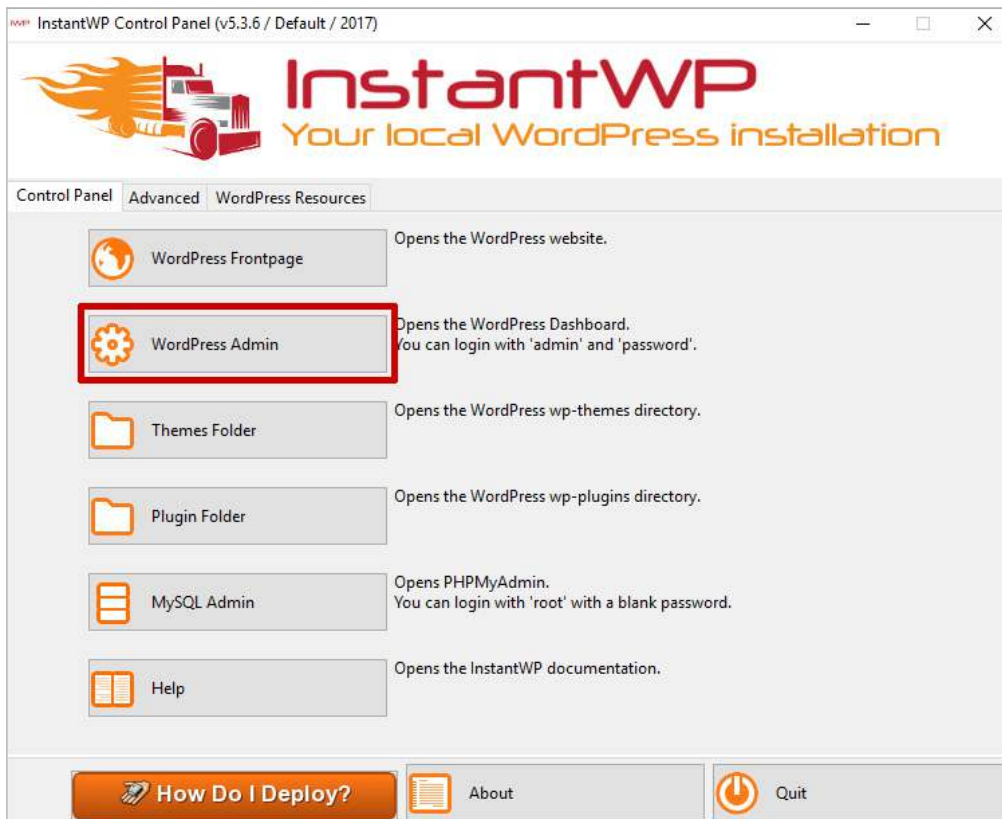 IWP InstantWP Control Panel (v5.3.6 / Default / 2017)
InstantWP
Your local WordPress installation
Control Panel Advanced WordPress Resources
WordPress Frontpage
Opens the WordPress website.
WordPress Admin
Opens the WordPress Dashboard.
You can login with 'admin' and 'password'.
Themes Folder
Opens the WordPress wp-themes directory.
Plugin Folder
Opens the WordPress wp-plugins directory.
MySQL Admin
Opens PHPMyAdmin.
You can login with 'root' with a blank password.
Help
Opens the InstantWP documentation.
How Do I Deploy? About Quit